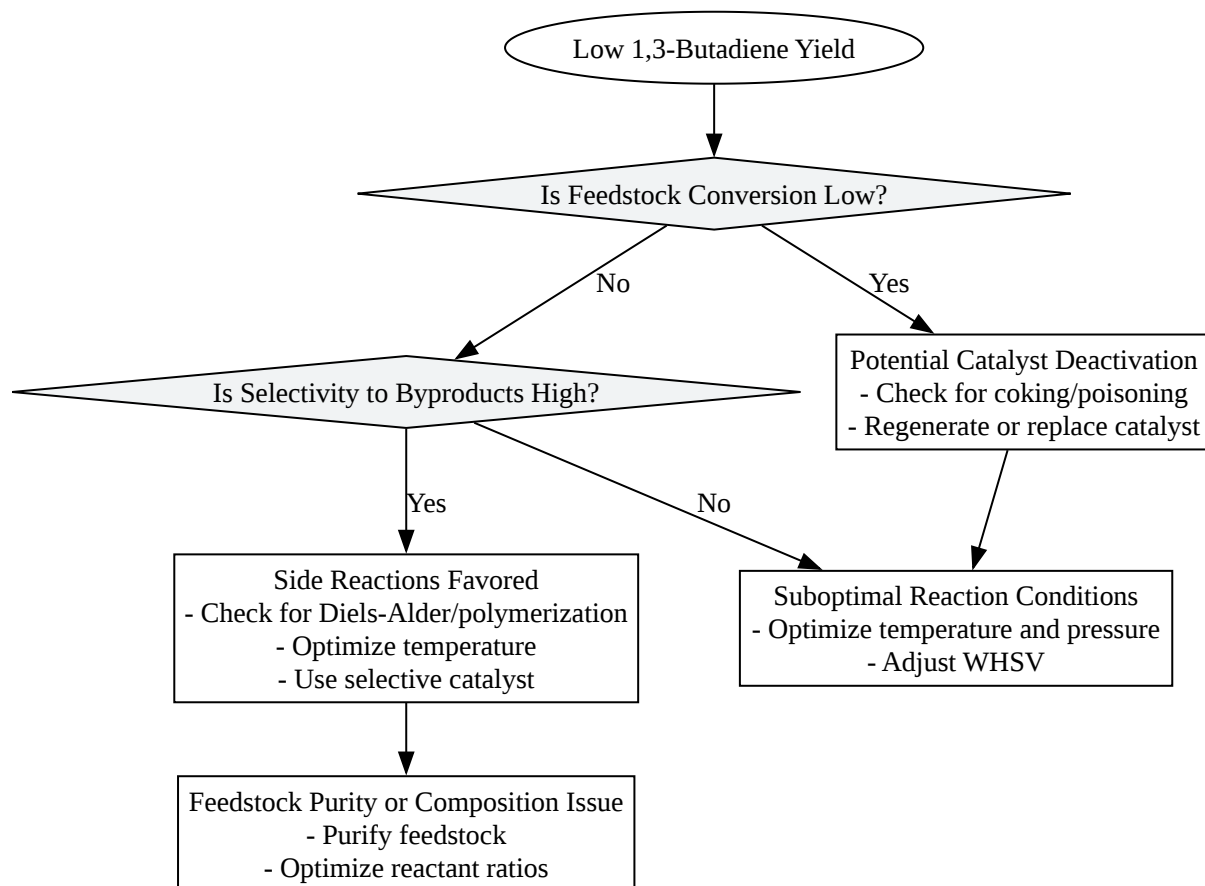 Low 1,3-Butadiene Yield
Is Feedstock Conversion Low?
No
Yes
Potential Catalyst Deactivation
- Check for coking/poisoning
- Regenerate or replace catalyst
Is Selectivity to Byproducts High?
Yes
No
Side Reactions Favored
- Check for Diels-Alder/polymerization
- Optimize temperature
- Use selective catalyst
Suboptimal Reaction Conditions
- Optimize temperature and pressure
- Adjust WHSV
Feedstock Purity or Composition Issue
- Purify feedstock
- Optimize reactant ratios